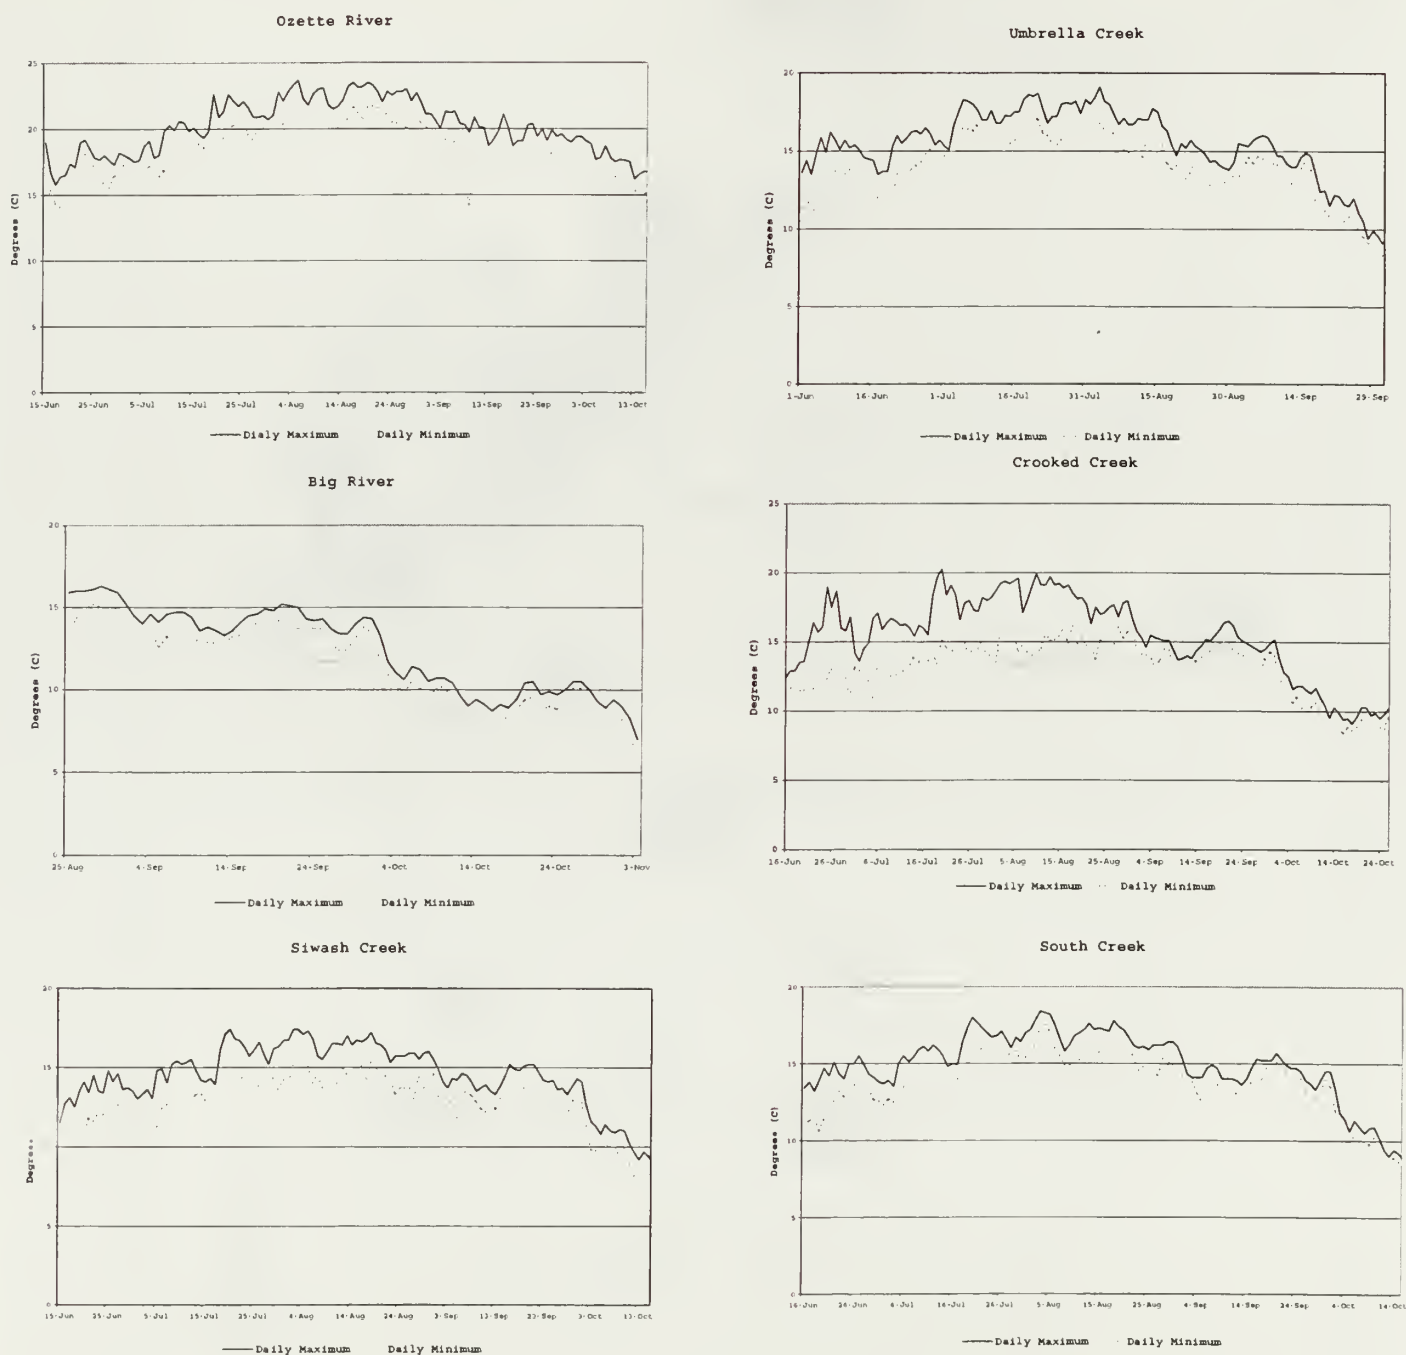 Ozette River
25
20
15
10
5
0
Degrees (C)
15-Jun 25-Jun 5-Jul 15-Jul 25-Jul 4-Aug 14-Aug 24-Aug 3-Sep 13-Sep 23-Sep 3-Oct 13-Oct
Dialy Maximum Daily Minimum
Umbrella Creek
20
15
10
5
0
Degrees (C)
1-Jun 16-Jun 1-Jul 16-Jul 31-Jul 15-Aug 30-Aug 14-Sep 29-Sep
Daily Maximum Daily Minimum
Big River
20
15
10
5
0
Degrees (C)
25-Aug 4-Sep 14-Sep 24-Sep 4-Oct 14-Oct 24-Oct 3-Nov
Daily Maximum Daily Minimum
Crooked Creek
25
20
15
10
5
0
Degrees (C)
16-Jun 26-Jun 6-Jul 16-Jul 26-Jul 5-Aug 15-Aug 25-Aug 4-Sep 14-Sep 24-Sep 4-Oct 14-Oct 24-Oct
Daily Maximum Daily Minimum
Siwash Creek
20
15
10
5
0
Degrees
15-Jun 25-Jun 5-Jul 15-Jul 25-Jul 4-Aug 14-Aug 24-Aug 3-Sep 13-Sep 23-Sep 3-Oct 13-Oct
Daily Maximum Daily Minimum
South Creek
20
15
10
5
0
Degrees (C)
16-Jun 26-Jun 6-Jul 16-Jul 26-Jul 5-Aug 15-Aug 25-Aug 4-Sep 14-Sep 24-Sep 4-Oct 14-Oct
Daily Maximum Daily Minimum